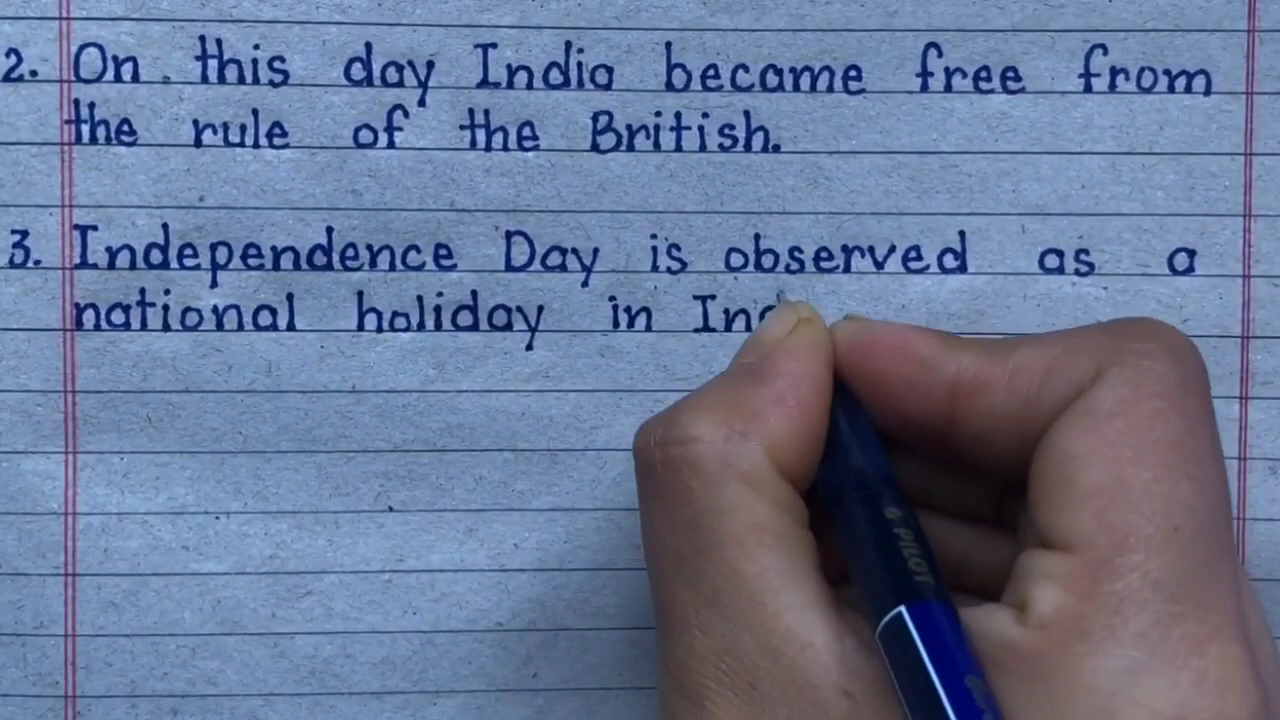 2. On this day India became free from
the rule of the British.
3. Independence Day is observed as a
national holiday in Ind
PILOT